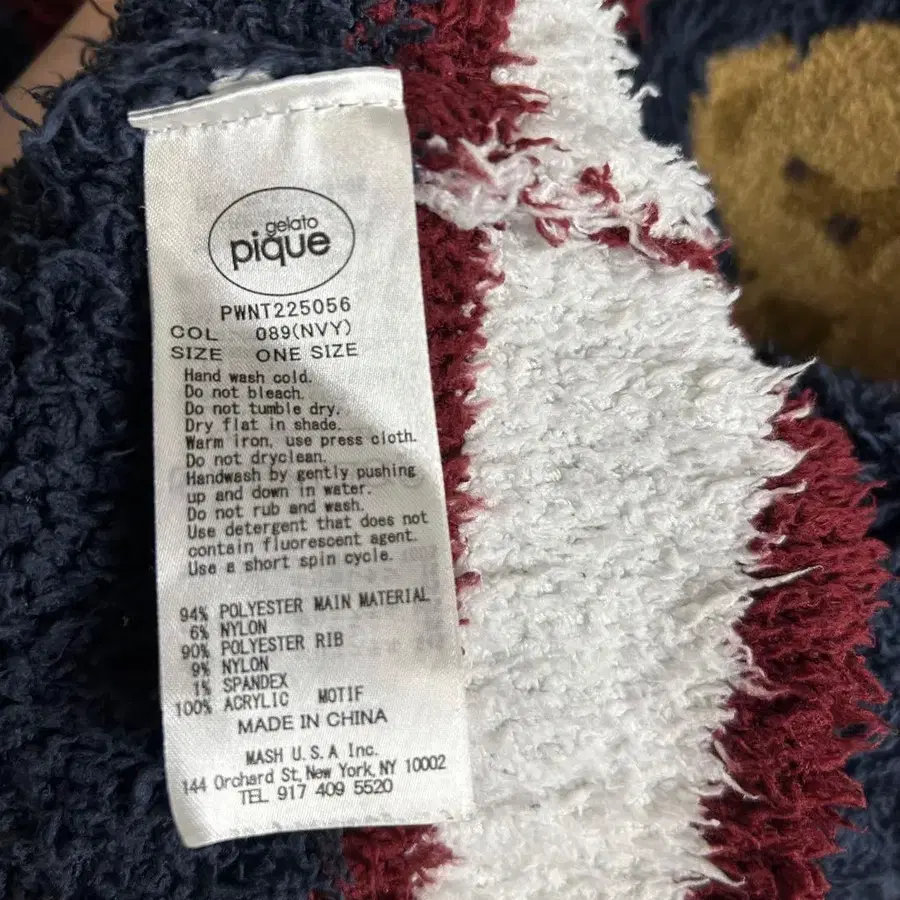 gelato
pique
PWNT225056
COL 089(NVY)
SIZE ONE SIZE
Hand wash cold.
Do not bleach.
Do not tumble dry.
Dry flat in shade.
Warm iron, use press cloth.
Do not dryclean.
Handwash by gently pushing
up and down in water.
Do not rub and wash.
Use detergent that does not
contain fluorescent agent.
Use a short spin cycle.
94% POLYESTER MAIN MATERIAL
6% NYLON
90% POLYESTER RIB
9% NYLON
1% SPANDEX
100% ACRYLIC MOTIF
MADE IN CHINA
MASH U.S.A Inc.
144 Orchard St, New York, NY 10002
TEL 917 409 5520